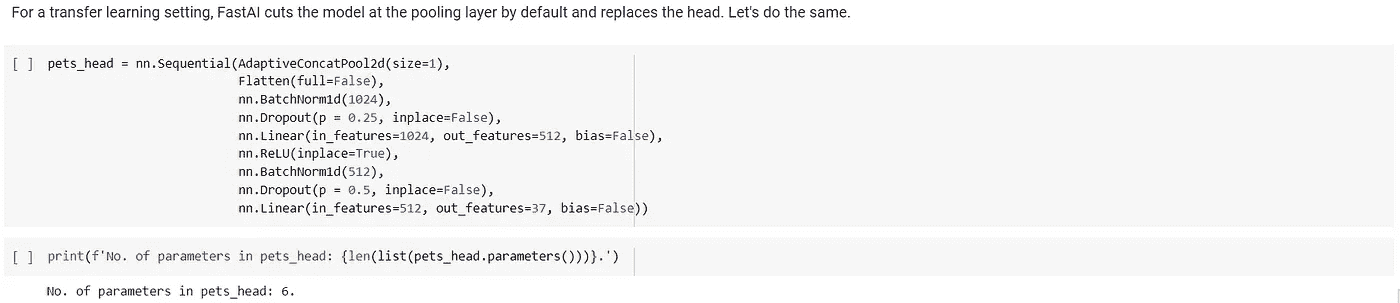 For a transfer learning setting, FastAI cuts the model at the pooling layer by default and replaces the head. Let's do the same.
[ ] pets_head = nn.Sequential(AdaptiveConcatPool2d(size=1),
Flatten(full=False),
nn.BatchNorm1d(1024),
nn.Dropout(p = 0.25, inplace=False),
nn.Linear(in_features=1024, out_features=512, bias=False),
nn.ReLU(inplace=True),
nn.BatchNorm1d(512),
nn.Dropout(p = 0.5, inplace=False),
nn.Linear(in_features=512, out_features=37, bias=False))
[ ] print(f'No. of parameters in pets_head: {len(list(pets_head.parameters()))}.')
No. of parameters in pets_head: 6.